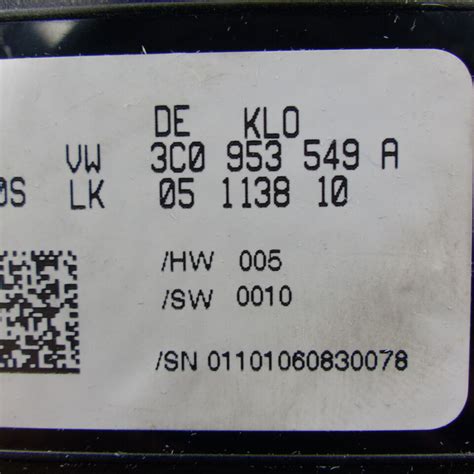 DE KLO
VW 3C0 953 549 A
0S LK 05 1138 10
/HW 005
/SW 0010
/SN 01101060830078